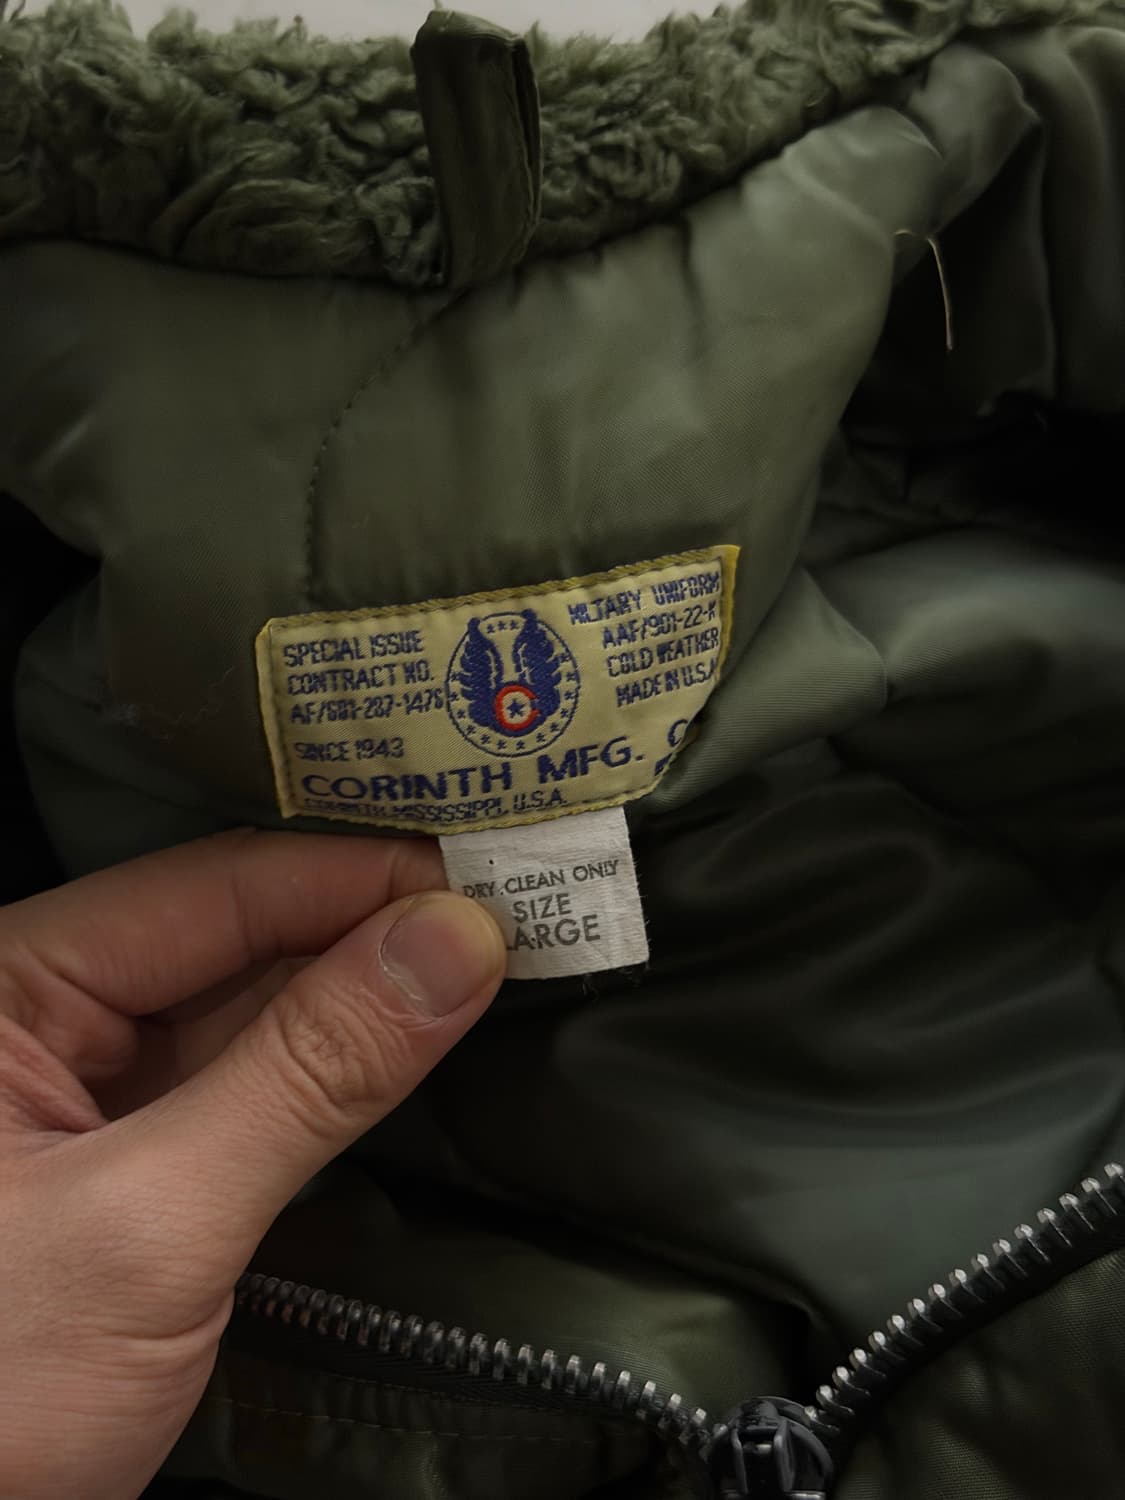 SPECIAL ISSUE
CONTRACT NO.
AF/601-287-1476
SINCE 1943
MILTARY UNIFORM
AAF/901-22-K
COLD WEATHER
MADE IN U.S.A
C
CORINTH MFG. C
CORINTH.MISSISSIPPI, U.S.A.
DRY CLEAN ONLY
SIZE
LARGE